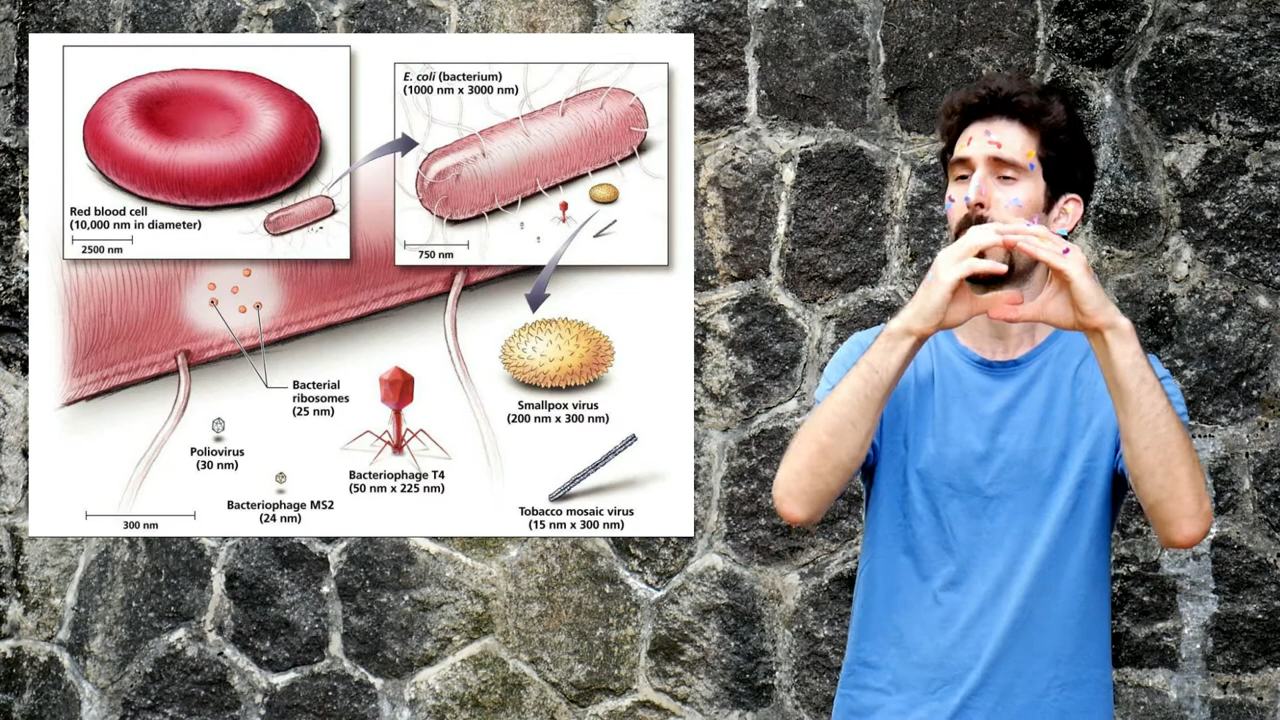 Red blood cell
(10,000 nm in diameter)
2500 nm
E. coli (bacterium)
(1000 nm x 3000 nm)
750 nm
Bacterial
ribosomes
(25 nm)
Poliovirus
(30 nm)
Bacteriophage MS2
(24 nm)
Bacteriophage T4
(50 nm x 225 nm)
Smallpox virus
(200 nm x 300 nm)
Tobacco mosaic virus
(15 nm x 300 nm)
300 nm